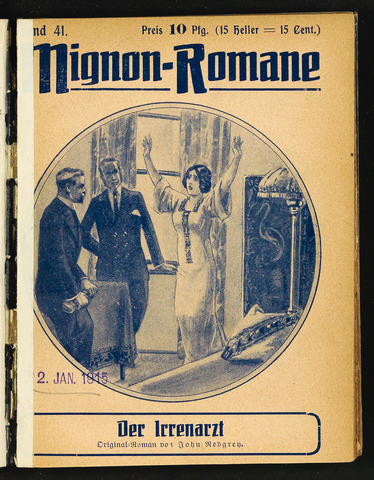 nd 41.
Preis 10 Pfg. (15 Heller = 15 Cent.)
Mignon-Romane
2. JAN. 1915
Der Irrenarzt
Original-Roman von John Redgrey.